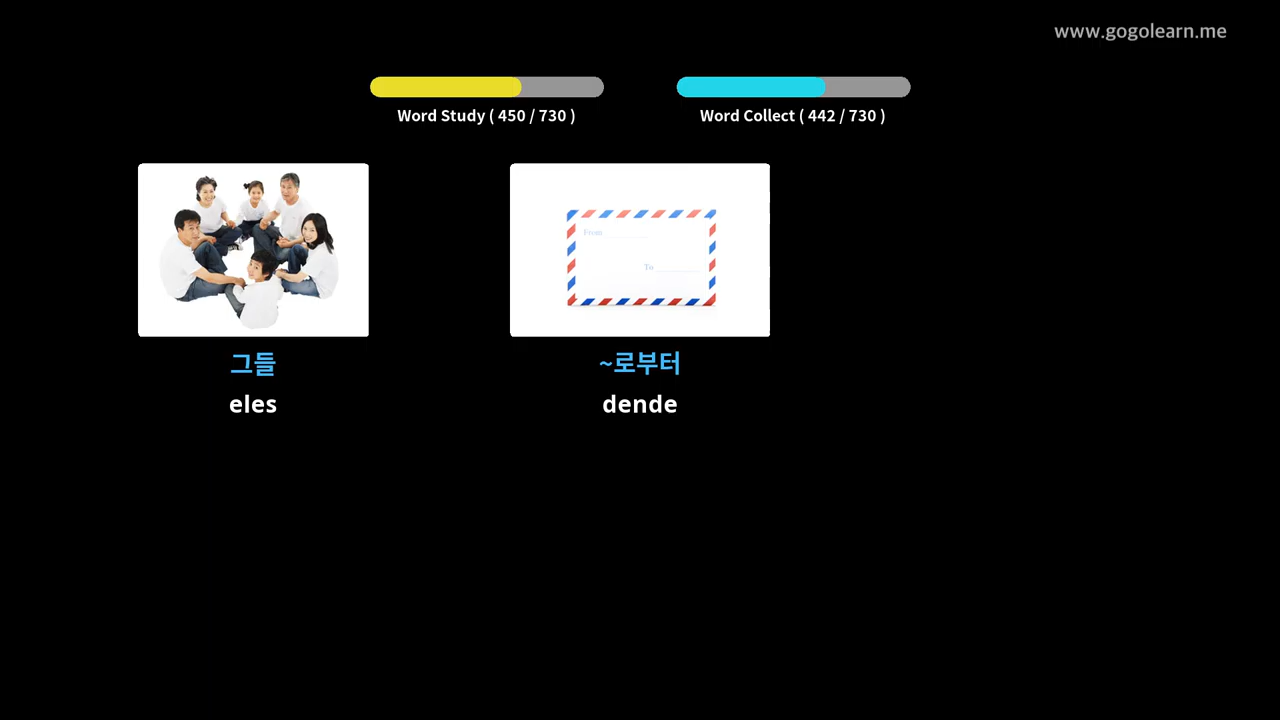 www.gogolearn.me
Word Study ( 450 / 730 )
Word Collect ( 442 / 730 )
From
To
그들
~로부터
eles
dende